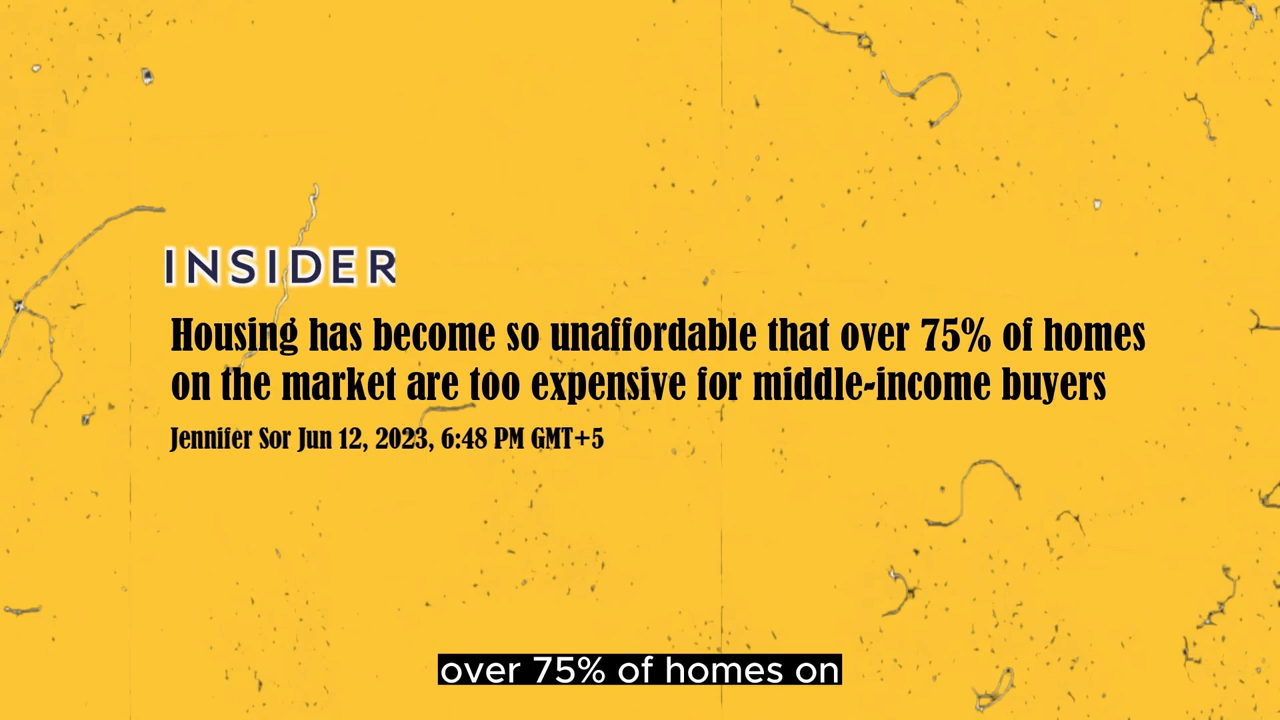 INSIDER
Housing has become so unaffordable that over 75% of homes
on the market are too expensive for middle-income buyers
Jennifer Sor Jun 12, 2023, 6:48 PM GMT+5
over 75% of homes on